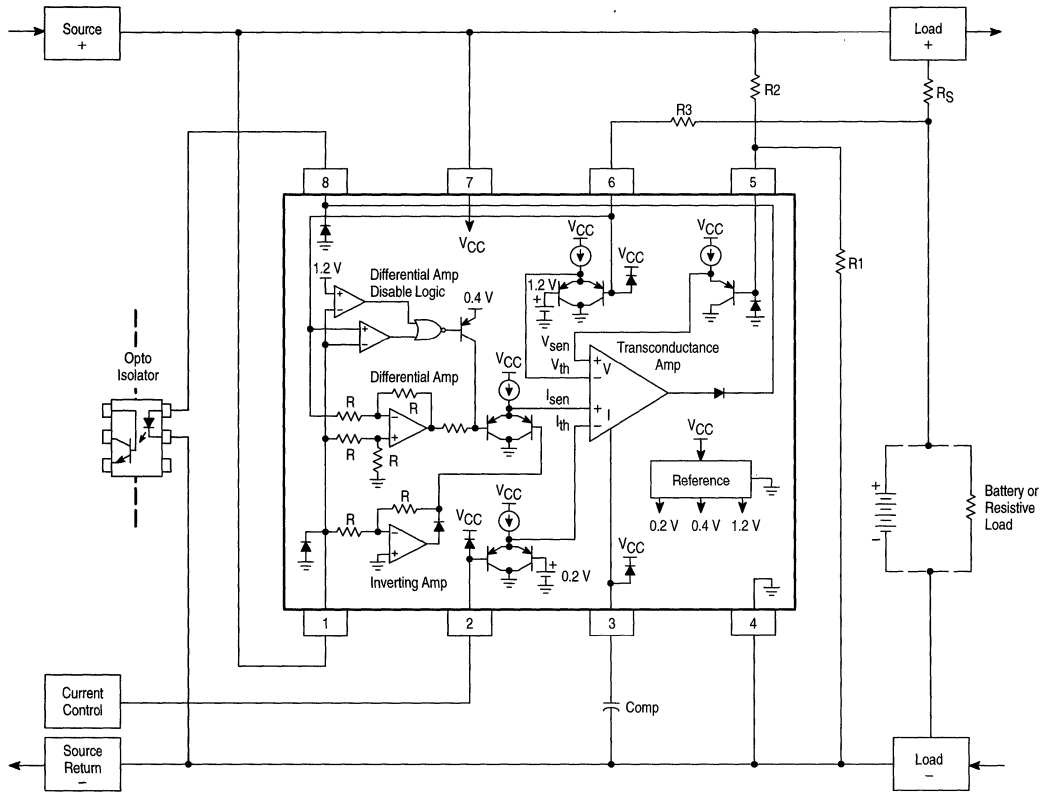 Source
+
Load
+
R2
RS
R3
8
7
6
5
VCC
VCC
VCC
VCC
1.2 V
Differential Amp
Disable Logic
0.4 V
1.2 V
+
R1
+
−
+
−
Vsen
Vth
Transconductance
Amp
Opto
Isolator
VCC
+
V
−
Differential Amp
R
R
−
+
Isen
Ith
+
I
−
R
R
VCC
Reference
0.2 V
0.4 V
1.2 V
+
−
Battery or
Resistive
Load
R
R
−
+
VCC
VCC
VCC
+
0.2 V
Inverting Amp
1
2
3
4
Current
Control
Comp
Source
Return
−
Load
−